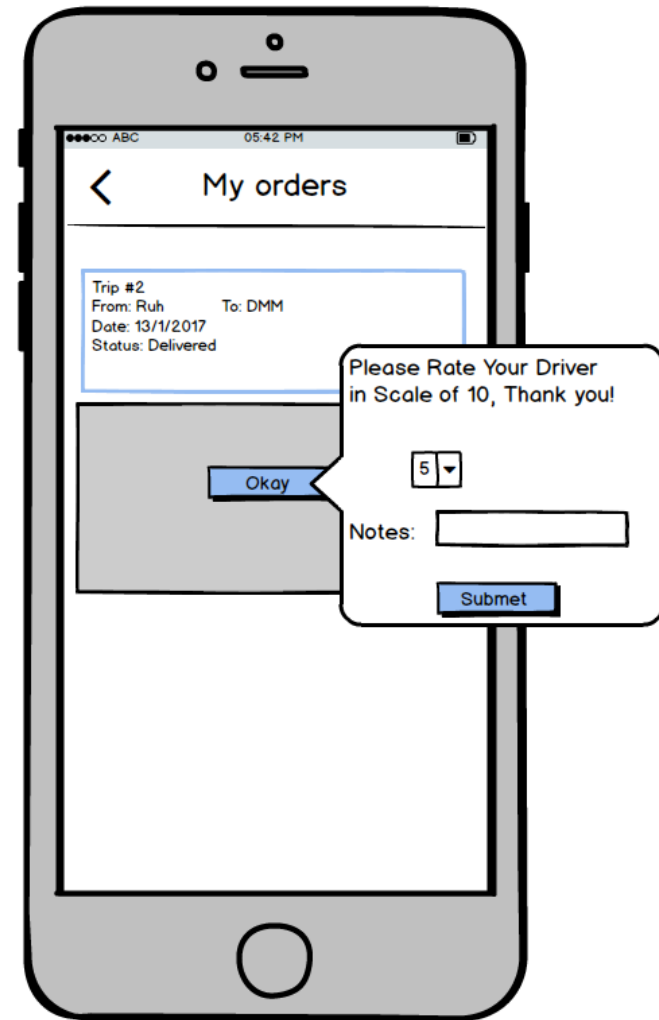 ABC 05:42 PM
My orders
Trip #2
From: Ruh To: DMM
Date: 13/1/2017
Status: Delivered
Please Rate Your Driver
in Scale of 10, Thank you!
5
Okay
Notes:
Submet